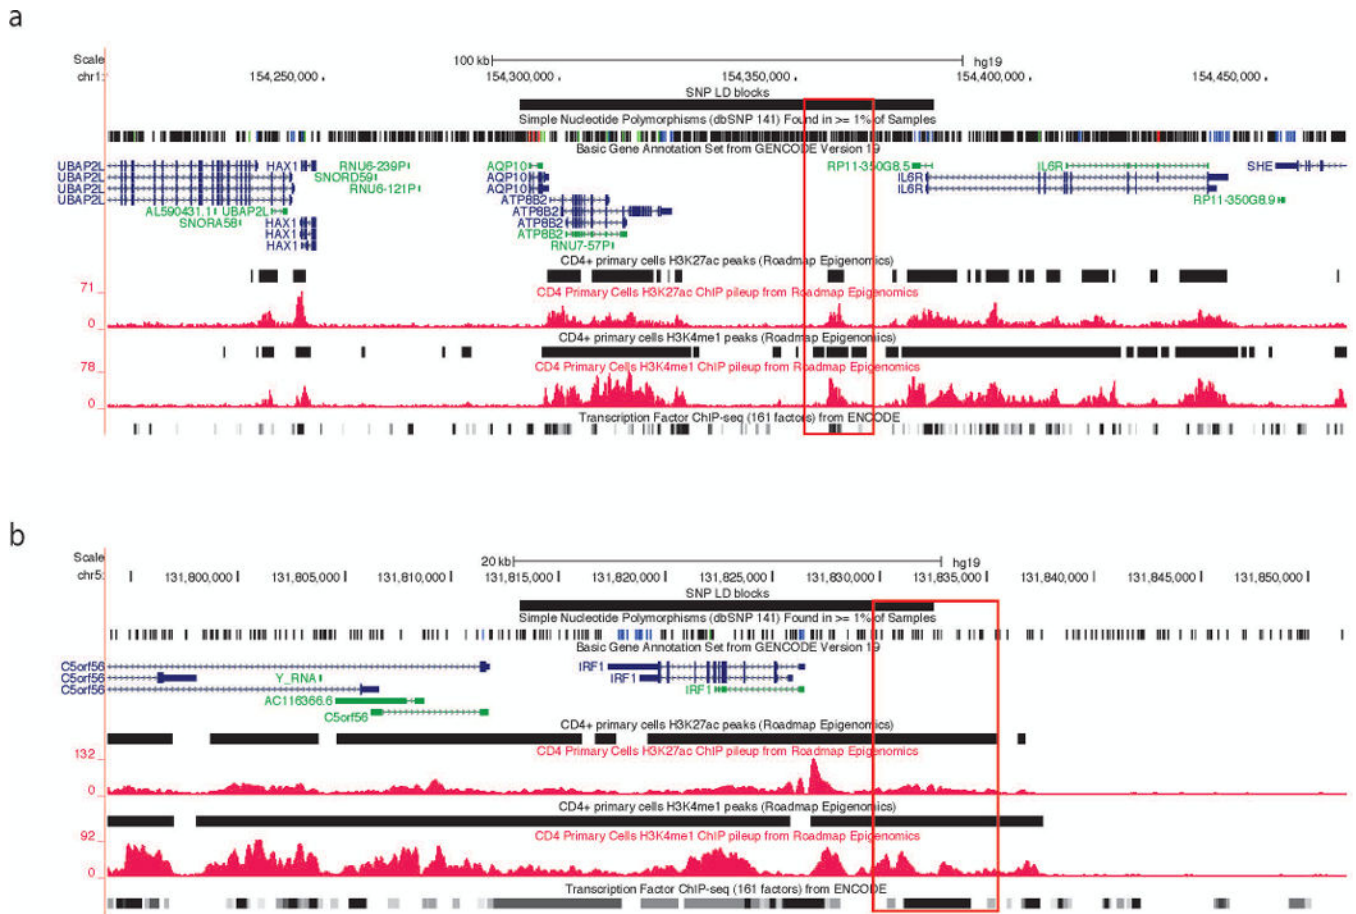 a
Scale 100 kb hg19
chr1: 154,250,000 154,300,000 154,350,000 154,400,000 154,450,000
SNP LD blocks
Simple Nucleotide Polymorphisms (dbSNP 141) Found in >= 1% of Samples
Basic Gene Annotation Set from GENCODE Version 19
UBAP2L HAX1 RNU6-239P AQP10 RP11-350G8.5 IL6R SHE
UBAP2L SNORD59 AQP10 IL6R
UBAP2L RNU6-121P AQP10 IL6R
UBAP2L ATP8B2 RP11-350G8.9
AL590431.1 UBAP2L ATP8B2
SNORA58 HAX1 ATP8B2
HAX1 ATP8B2
HAX1 RNU7-57P
CD4+ primary cells H3K27ac peaks (Roadmap Epigenomics)
71 CD4 Primary Cells H3K27ac ChIP pileup from Roadmap Epigenomics
0
CD4+ primary cells H3K4me1 peaks (Roadmap Epigenomics)
78 CD4 Primary Cells H3K4me1 ChIP pileup from Roadmap Epigenomics
0
Transcription Factor ChIP-seq (161 factors) from ENCODE
b
Scale 20 kb hg19
chr5: 131,800,000 131,805,000 131,810,000 131,815,000 131,820,000 131,825,000 131,830,000 131,835,000 131,840,000 131,845,000 131,850,000
SNP LD blocks
Simple Nucleotide Polymorphisms (dbSNP 141) Found in >= 1% of Samples
Basic Gene Annotation Set from GENCODE Version 19
C5orf56 IRF1
C5orf56 Y_RNA IRF1
C5orf56 IRF1
AC116366.6
C5orf56
CD4+ primary cells H3K27ac peaks (Roadmap Epigenomics)
132 CD4 Primary Cells H3K27ac ChIP pileup from Roadmap Epigenomics
0
CD4+ primary cells H3K4me1 peaks (Roadmap Epigenomics)
92 CD4 Primary Cells H3K4me1 ChIP pileup from Roadmap Epigenomics
0
Transcription Factor ChIP-seq (161 factors) from ENCODE